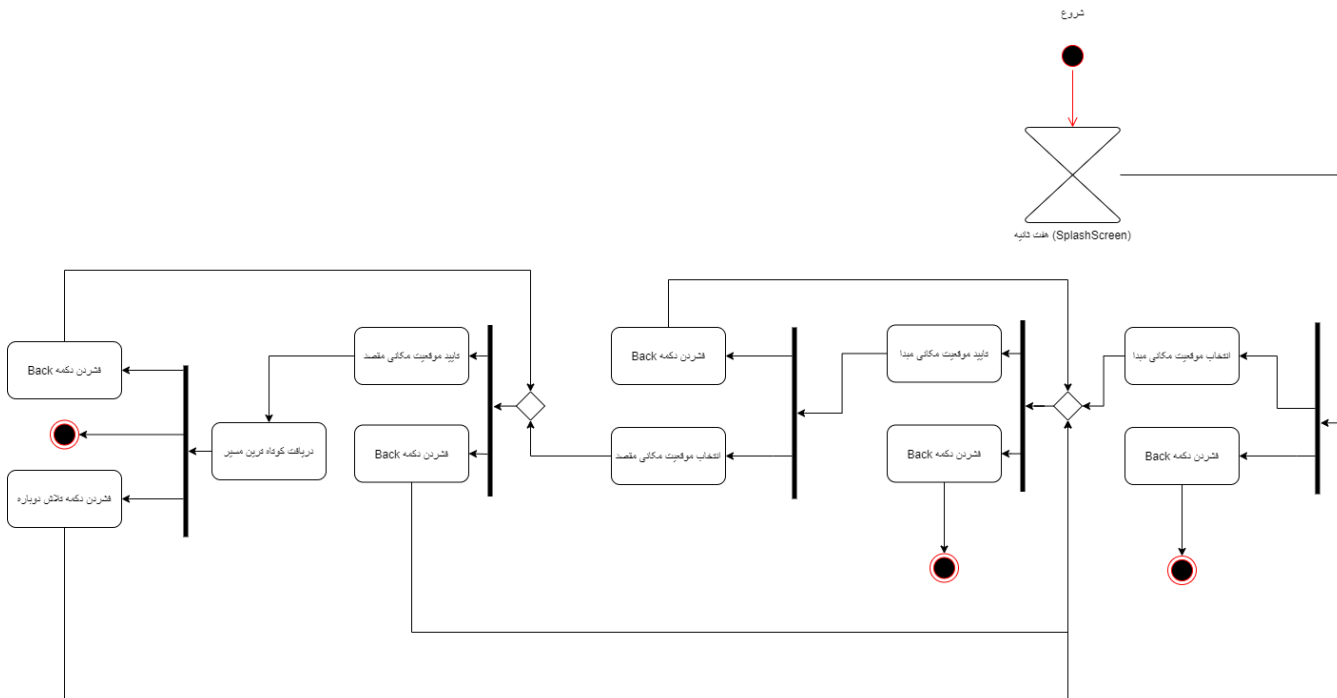 شروع
هفت ثانیه (SplashScreen)
انتخاب موقعیت مکانی مبدا
فشردن دکمه Back
تایید موقعیت مکانی مبدا
فشردن دکمه Back
فشردن دکمه Back
انتخاب موقعیت مکانی مقصد
تایید موقعیت مکانی مقصد
فشردن دکمه Back
دریافت کوتاه ترین مسیر
فشردن دکمه Back
فشردن دکمه تلاش دوباره